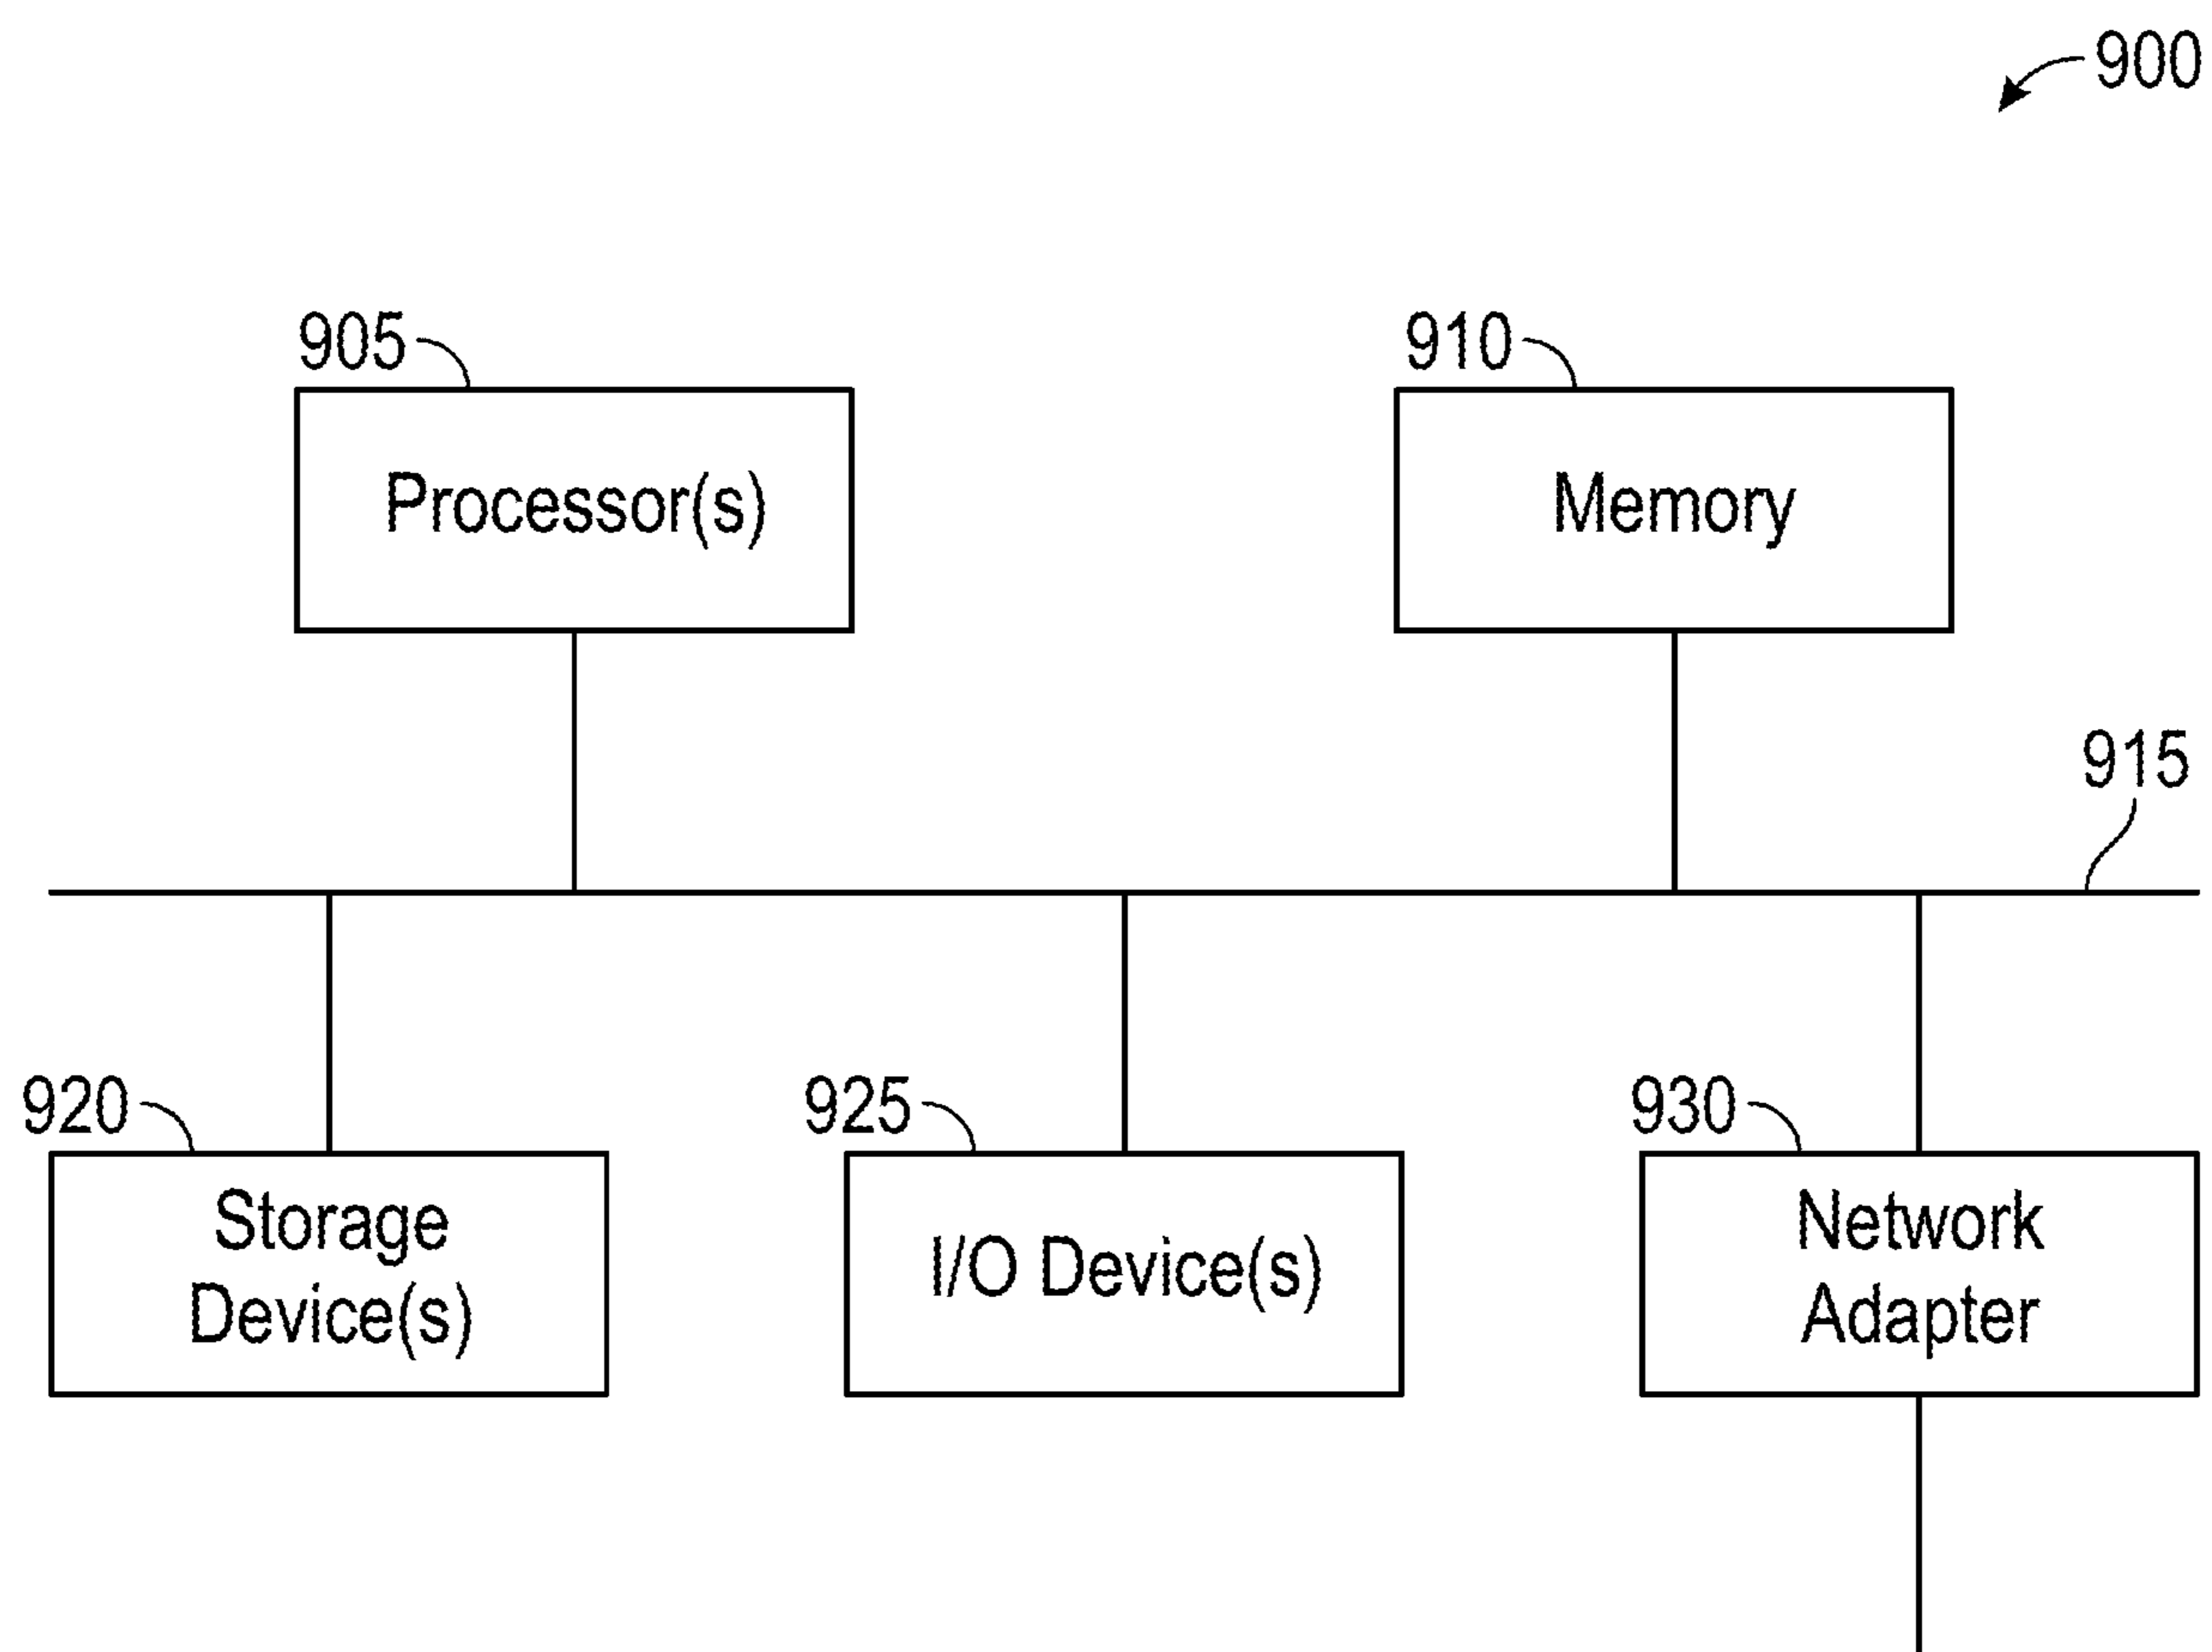 900
905
910
Processor(s)
Memory
915
920
925
930
Storage
Device(s)
I/O Device(s)
Network
Adapter